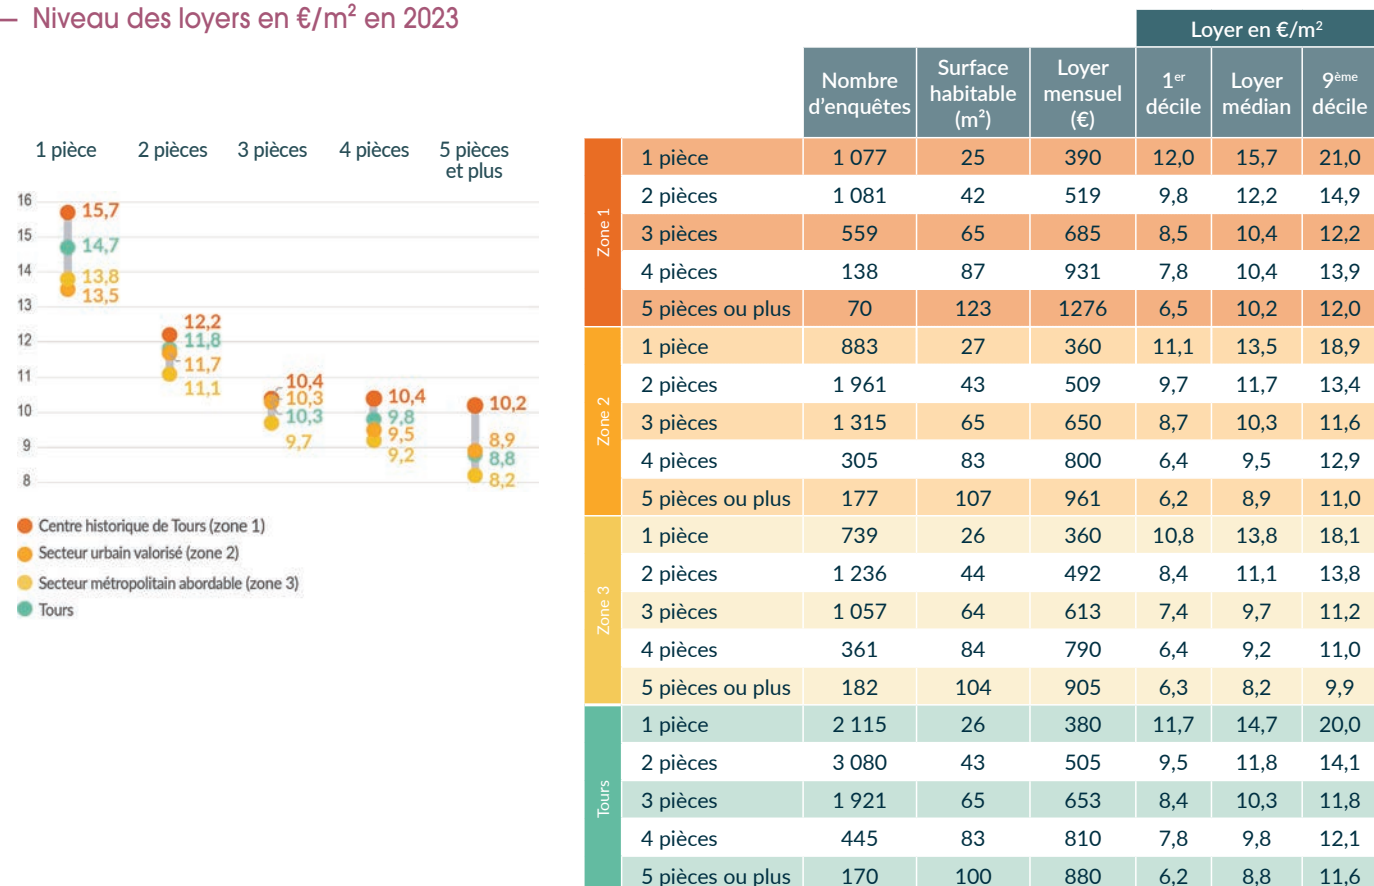 — Niveau des loyers en €/m² en 2023
1 pièce 2 pièces 3 pièces 4 pièces 5 pièces et plus
16
15
14
13
12
11
10
9
8
15,7
14,7
13,8
13,5
12,2
11,8
11,7
11,1
10,4
10,3
10,3
9,7
10,4
9,8
9,5
9,2
10,2
8,9
8,8
8,2
Centre historique de Tours (zone 1)
Secteur urbain valorisé (zone 2)
Secteur métropolitain abordable (zone 3)
Tours
Loyer en €/m²
Nombre d'enquêtes Surface habitable (m²) Loyer mensuel (€) 1er décile Loyer médian 9ème décile
Zone 1
1 pièce 1 077 25 390 12,0 15,7 21,0
2 pièces 1 081 42 519 9,8 12,2 14,9
3 pièces 559 65 685 8,5 10,4 12,2
4 pièces 138 87 931 7,8 10,4 13,9
5 pièces ou plus 70 123 1276 6,5 10,2 12,0
Zone 2
1 pièce 883 27 360 11,1 13,5 18,9
2 pièces 1 961 43 509 9,7 11,7 13,4
3 pièces 1 315 65 650 8,7 10,3 11,6
4 pièces 305 83 800 6,4 9,5 12,9
5 pièces ou plus 177 107 961 6,2 8,9 11,0
Zone 3
1 pièce 739 26 360 10,8 13,8 18,1
2 pièces 1 236 44 492 8,4 11,1 13,8
3 pièces 1 057 64 613 7,4 9,7 11,2
4 pièces 361 84 790 6,4 9,2 11,0
5 pièces ou plus 182 104 905 6,3 8,2 9,9
Tours
1 pièce 2 115 26 380 11,7 14,7 20,0
2 pièces 3 080 43 505 9,5 11,8 14,1
3 pièces 1 921 65 653 8,4 10,3 11,8
4 pièces 445 83 810 7,8 9,8 12,1
5 pièces ou plus 170 100 880 6,2 8,8 11,6